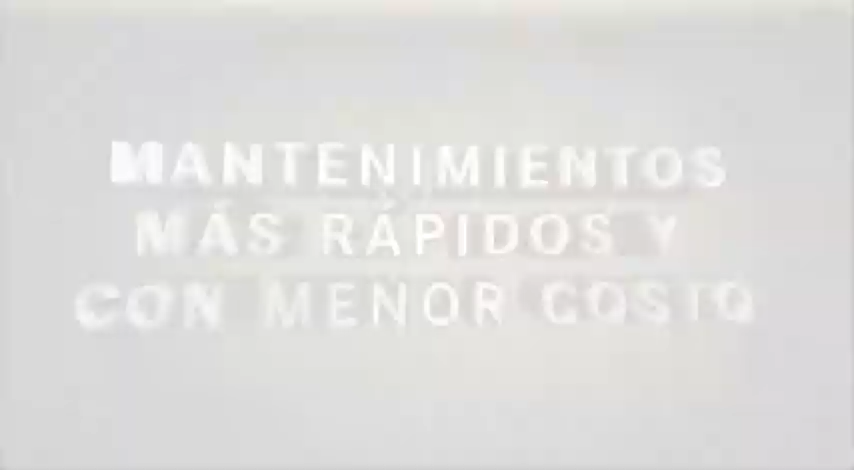 MANTENIMIENTOS
MÁS RÁPIDOS Y
CON MENOR COSTO